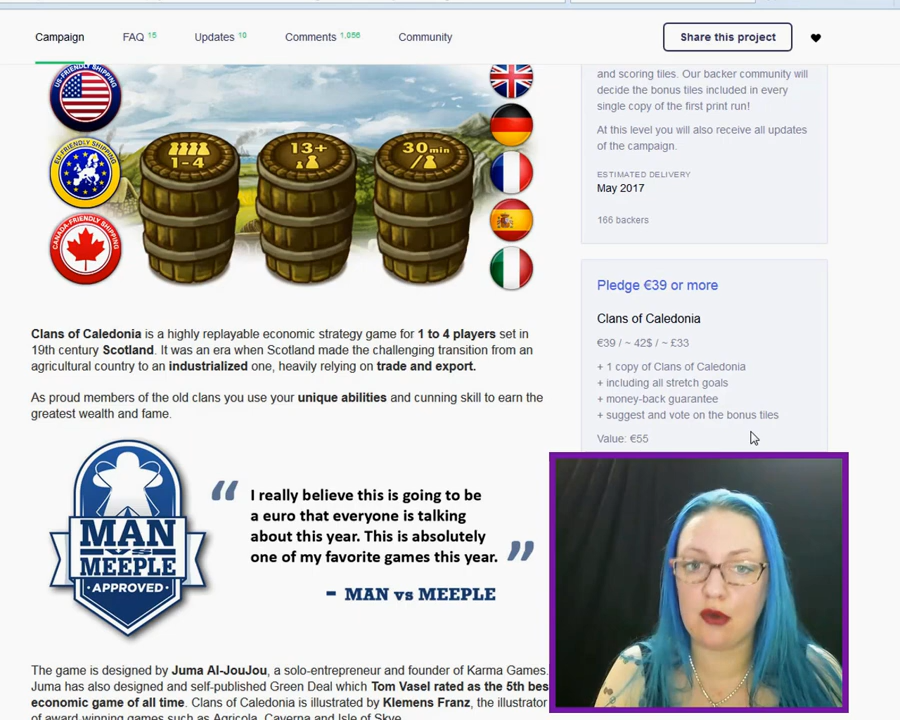 Campaign FAQ 15 Updates 10 Comments 1,056 Community Share this project
US-FRIENDLY SHIPPING
EU-FRIENDLY SHIPPING
CANADA-FRIENDLY SHIPPING
1-4
13+
30min
/
and scoring tiles. Our backer community will
decide the bonus tiles included in every
single copy of the first print run!
At this level you will also receive all updates
of the campaign.
ESTIMATED DELIVERY
May 2017
166 backers
Clans of Caledonia is a highly replayable economic strategy game for 1 to 4 players set in
19th century Scotland. It was an era when Scotland made the challenging transition from an
agricultural country to an industrialized one, heavily relying on trade and export.
As proud members of the old clans you use your unique abilities and cunning skill to earn the
greatest wealth and fame.
Pledge €39 or more
Clans of Caledonia
€39 / ~ 42$ / ~ £33
+ 1 copy of Clans of Caledonia
+ including all stretch goals
+ money-back guarantee
+ suggest and vote on the bonus tiles
Value: €55
MAN
VS
MEEPLE
·APPROVED·
“ I really believe this is going to be
a euro that everyone is talking
about this year. This is absolutely
one of my favorite games this year. ”
- MAN vs MEEPLE
The game is designed by Juma Al-JouJou, a solo-entrepreneur and founder of Karma Games.
Juma has also designed and self-published Green Deal which Tom Vasel rated as the 5th bes
economic game of all time. Clans of Caledonia is illustrated by Klemens Franz, the illustrator
of award-winning games such as Agricola, Caverna and Isle of Skye.